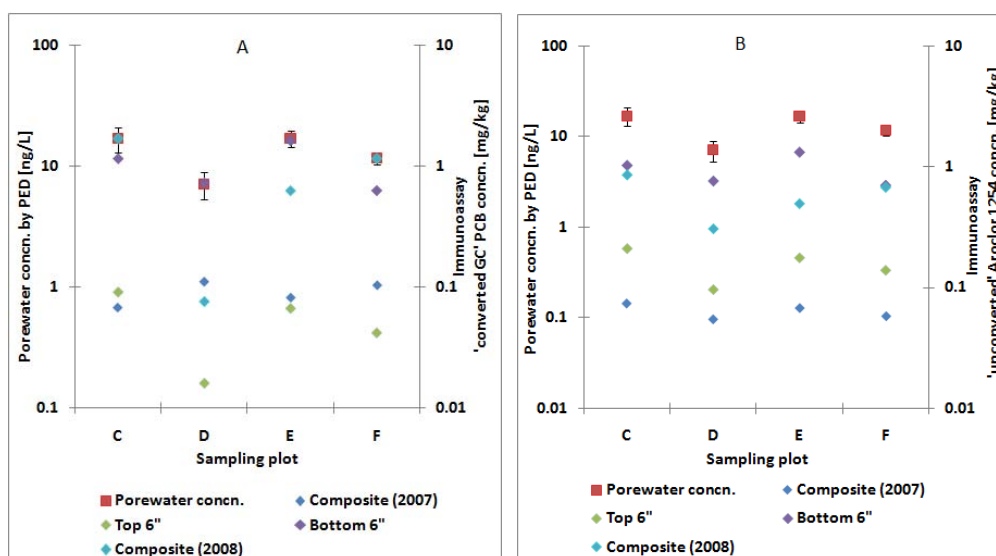 A
100
10
1
0.1
Porewater concn. by PED [ng/L]
10
1
0.1
0.01
Immunoassay
'converted GC' PCB concn. [mg/kg]
C D E F
Sampling plot
Porewater concn. Composite (2007)
Top 6" Bottom 6"
Composite (2008)
B
100
10
1
0.1
0.01
Porewater concn. by PED [ng/L]
10
1
0.1
0.01
Immunoassay
'unconverted' Aroclor 1254 concn. [mg/kg]
C D E F
Sampling plot
Porewater concn. Composite (2007)
Top 6" Bottom 6"
Composite (2008)